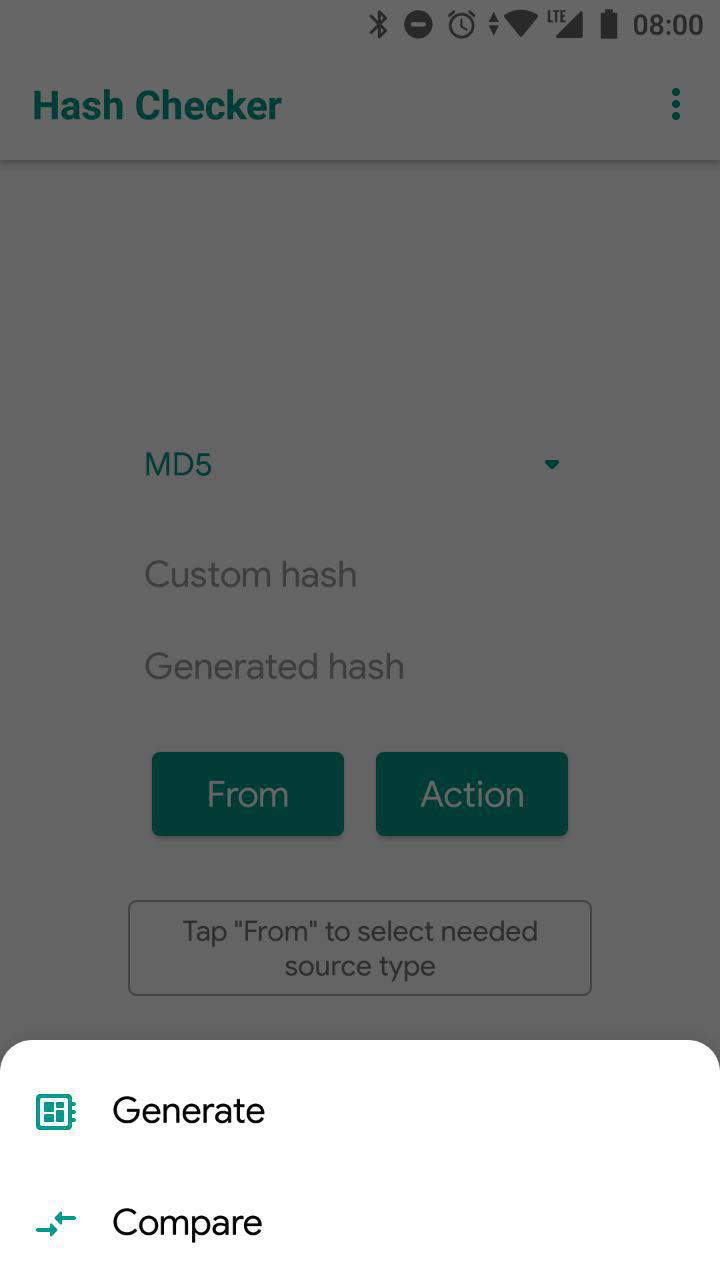 LTE 08:00
Hash Checker
MD5
Custom hash
Generated hash
From Action
Tap "From" to select needed
source type
Generate
Compare